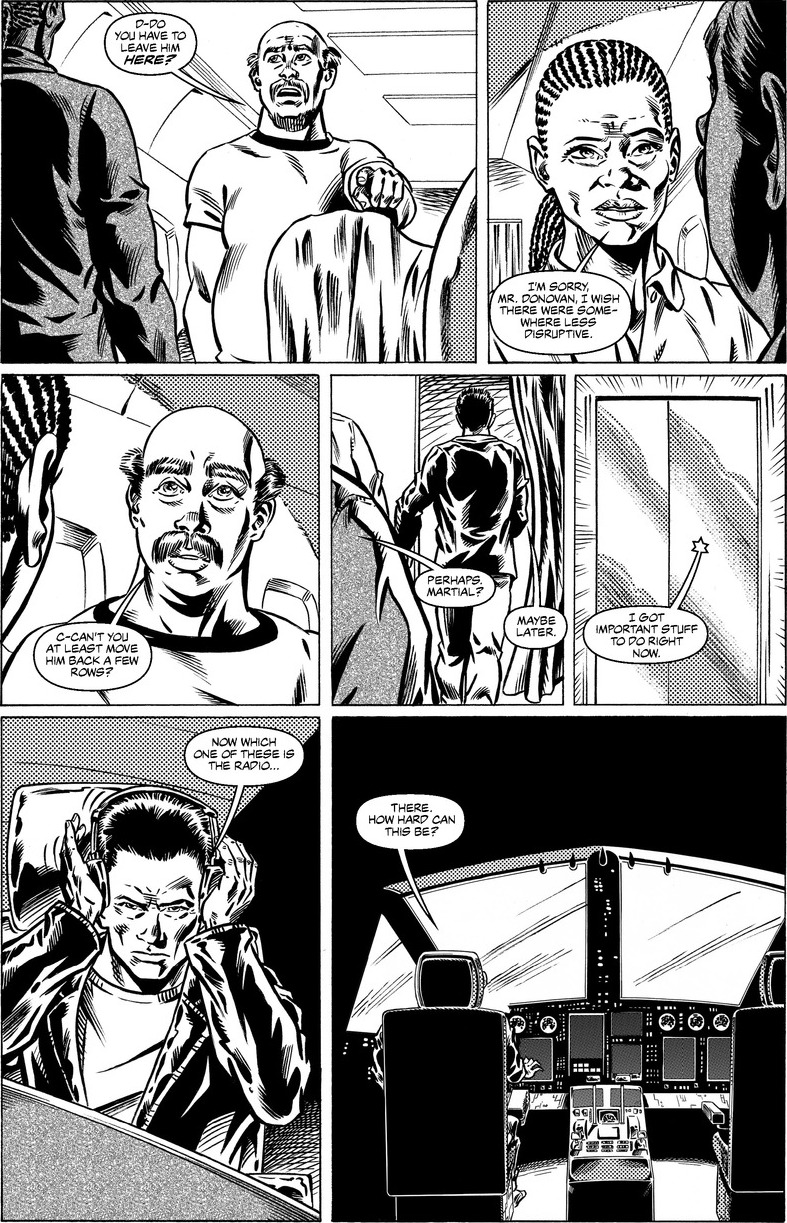 D-DO
YOU HAVE TO
LEAVE HIM
HERE?
I'M SORRY,
MR. DONOVAN, I WISH
THERE WERE SOME-
WHERE LESS
DISRUPTIVE.
C-CAN'T YOU
AT LEAST MOVE
HIM BACK A FEW
ROWS?
PERHAPS.
MARTIAL?
MAYBE
LATER.
I GOT
IMPORTANT STUFF
TO DO RIGHT
NOW.
NOW WHICH
ONE OF THESE IS
THE RADIO...
THERE.
HOW HARD CAN
THIS BE?